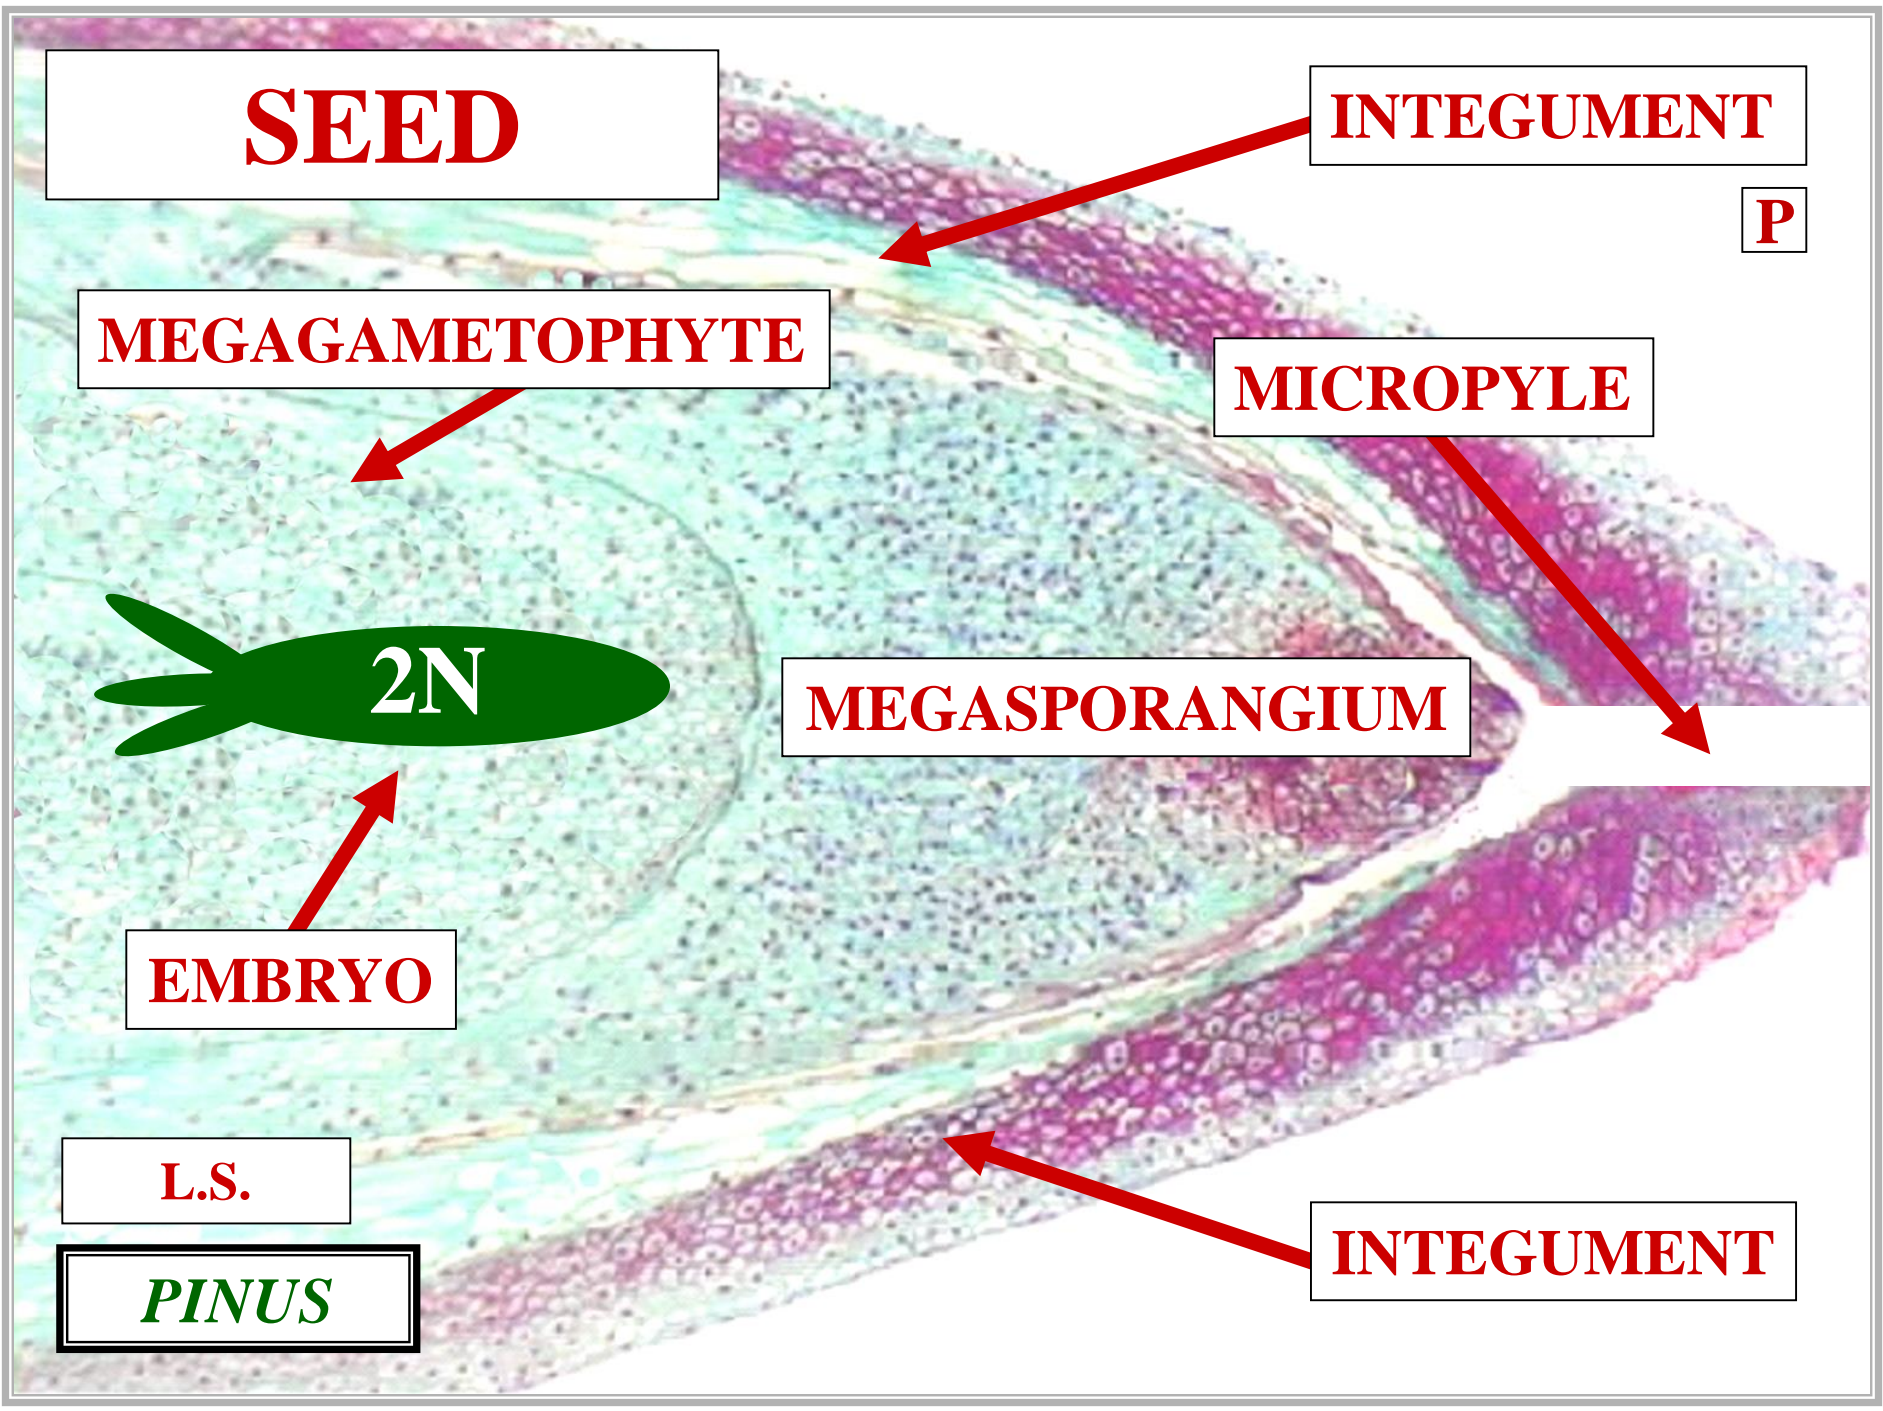 SEED
INTEGUMENT
P
MEGAGAMETOPHYTE
MICROPYLE
2N
MEGASPORANGIUM
EMBRYO
L.S.
INTEGUMENT
PINUS